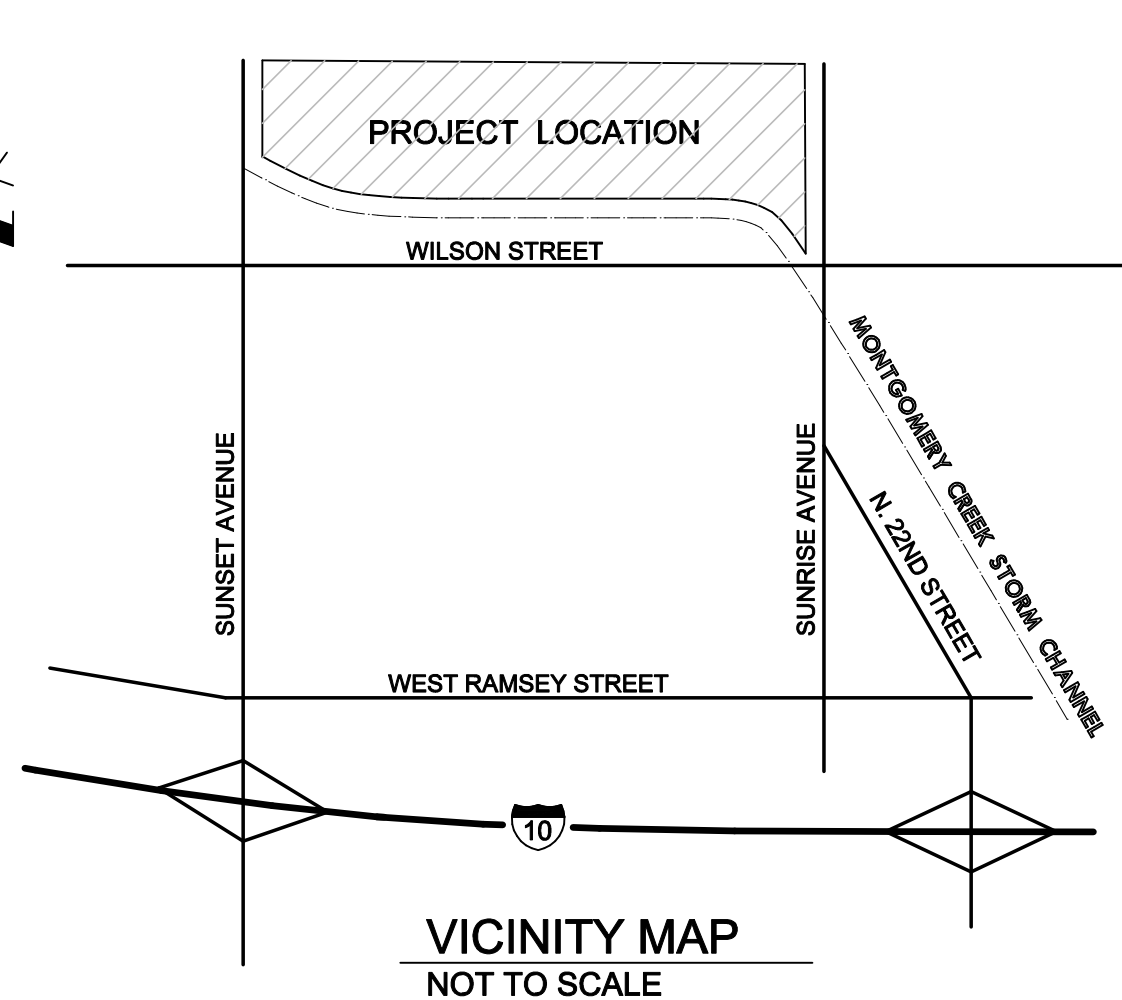 PROJECT LOCATION
WILSON STREET
MONTGOMERY CREEK STORM CHANNEL
SUNSET AVENUE
SUNRISE AVENUE
N. 22ND STREET
WEST RAMSEY STREET
10
VICINITY MAP
NOT TO SCALE